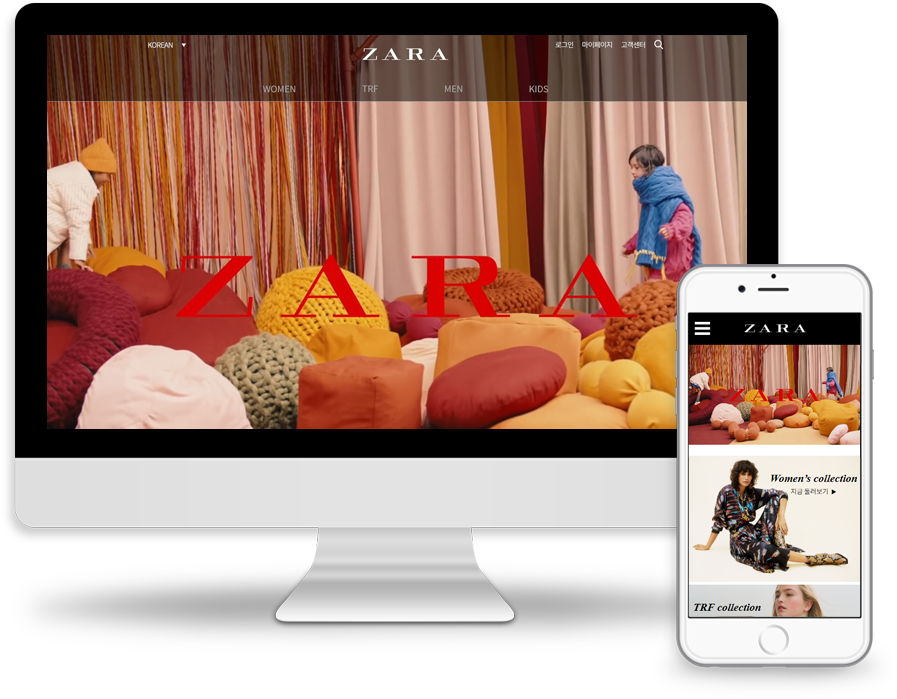 KOREAN ▼
ZARA
로그인 마이페이지 고객센터
WOMEN TRF MEN KIDS
ZARA
ZARA
ZARA
Women's collection
지금 둘러보기 ▶
TRF collection